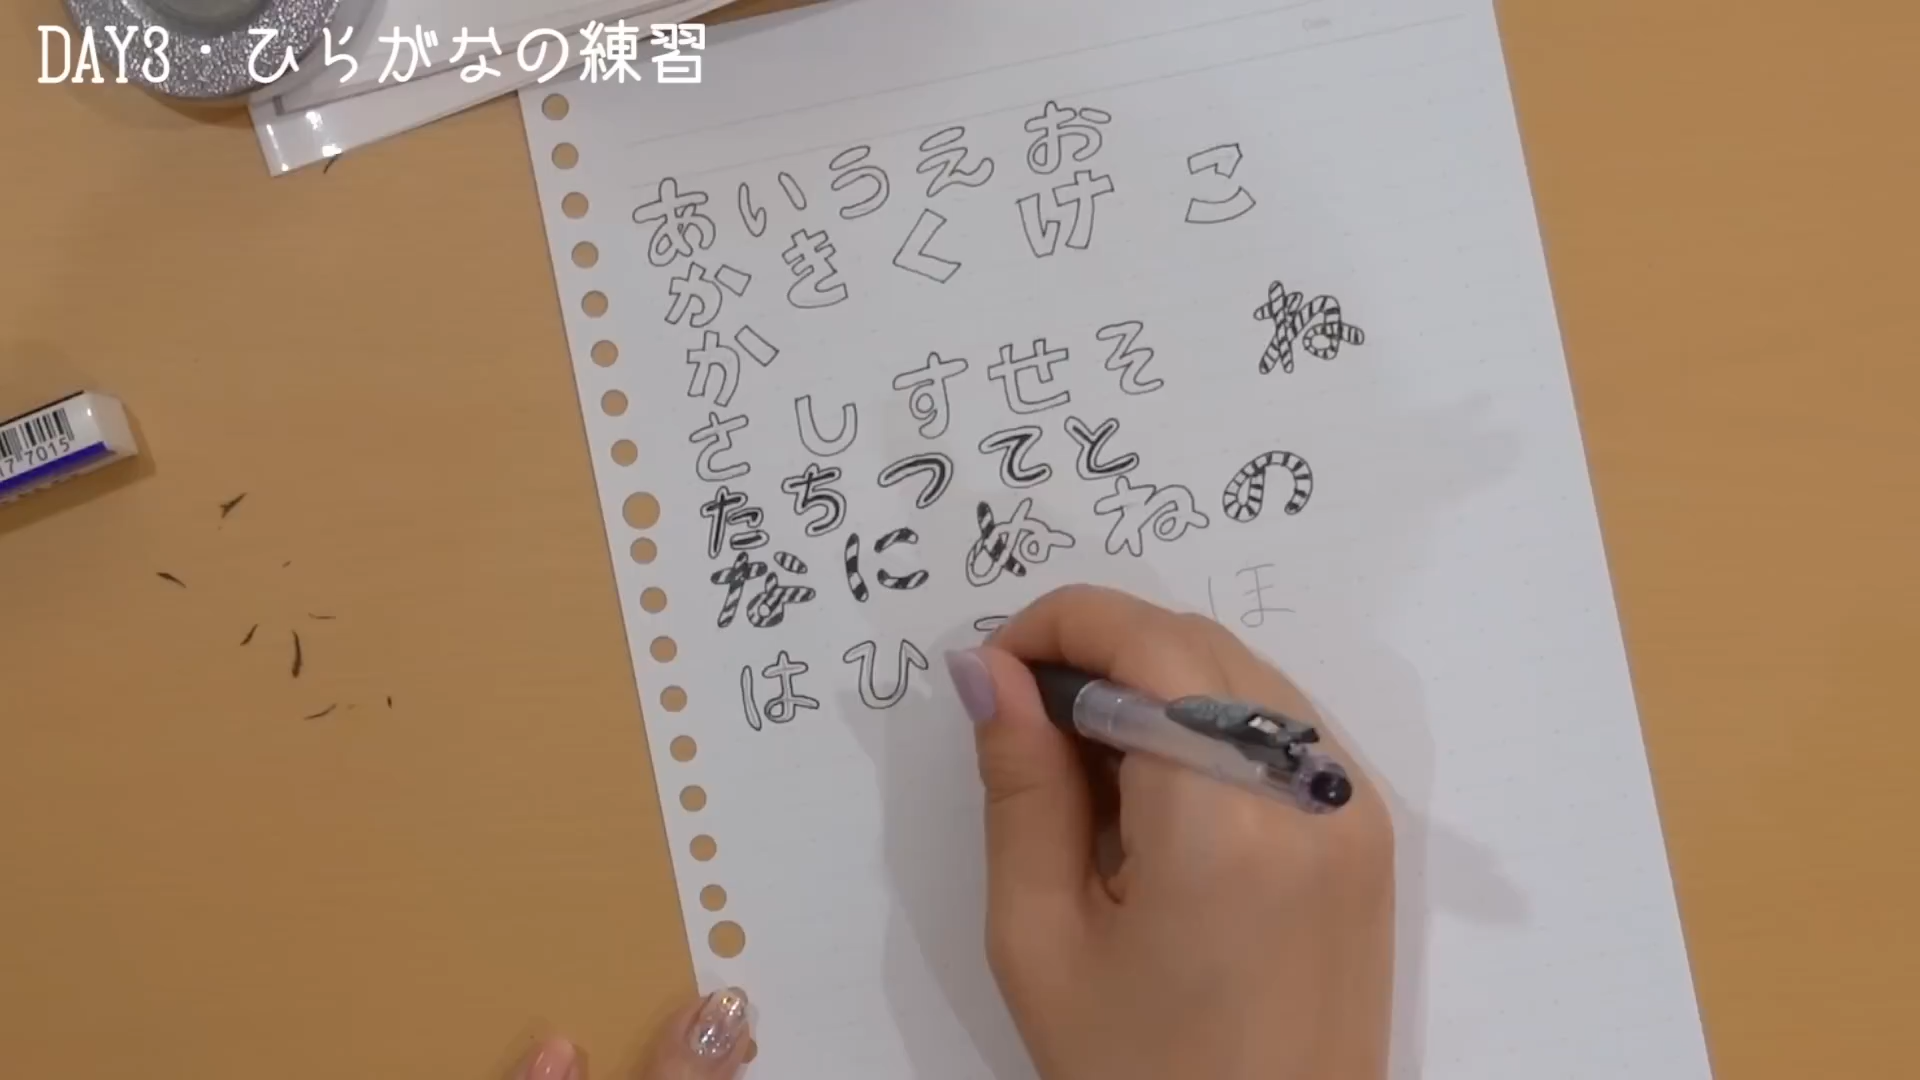 DAY3・ひらがなの練習
あいうえお
かきくけこ
か
さしすせそ
ね
たちつてと
なにぬねの
はひ
ほ
7015